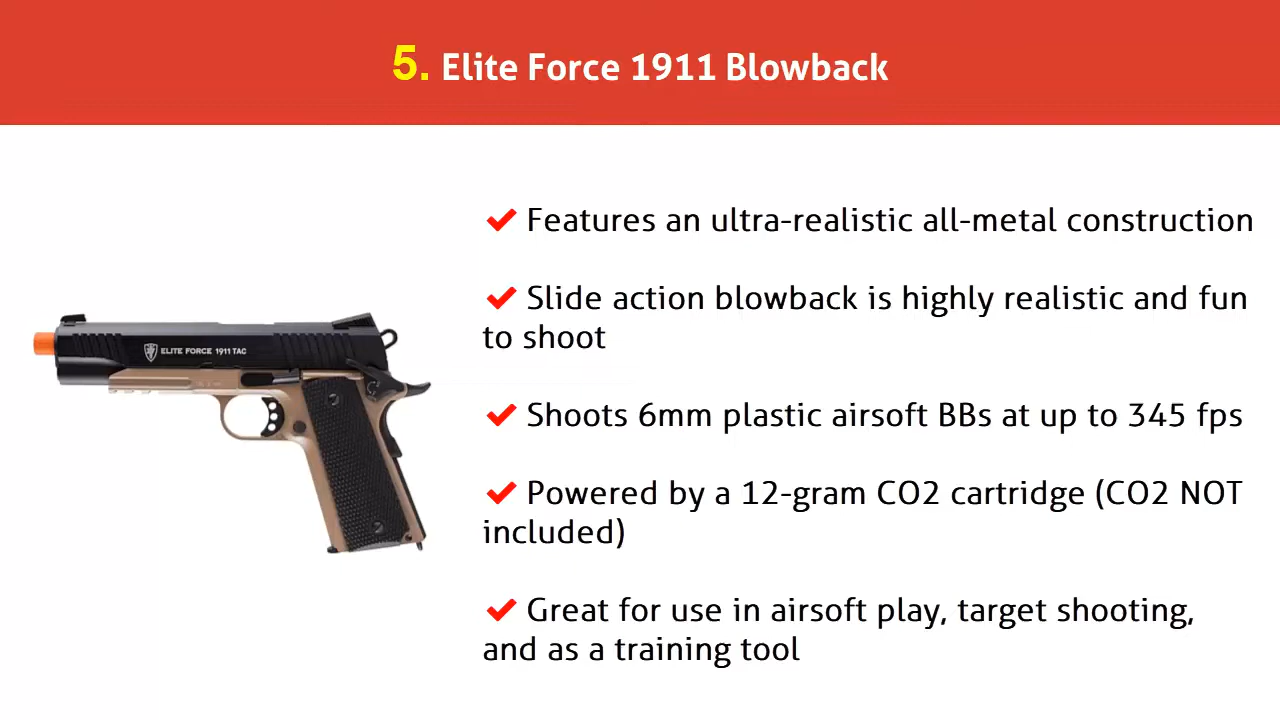 5. Elite Force 1911 Blowback
Features an ultra-realistic all-metal construction
Slide action blowback is highly realistic and fun
to shoot
ELITE FORCE 1911 TAC
Shoots 6mm plastic airsoft BBs at up to 345 fps
Powered by a 12-gram CO2 cartridge (CO2 NOT
included)
Great for use in airsoft play, target shooting,
and as a training tool